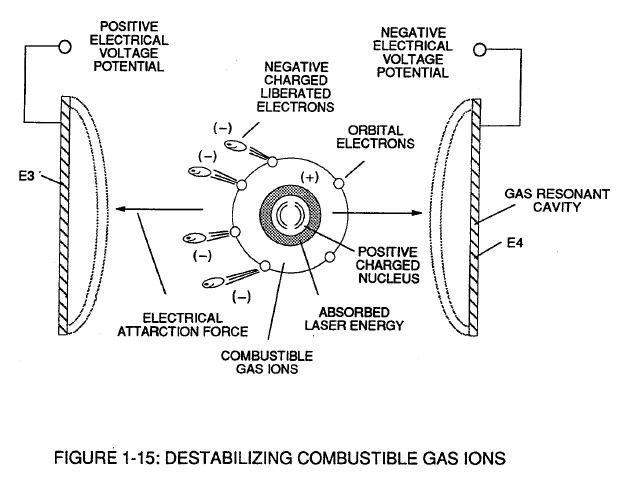 POSITIVE
ELECTRICAL
VOLTAGE
POTENTIAL
NEGATIVE
ELECTRICAL
VOLTAGE
POTENTIAL
NEGATIVE
CHARGED
LIBERATED
ELECTRONS
(-)
(-)
(-)
(-)
ORBITAL
ELECTRONS
(+)
E3
GAS RESONANT
CAVITY
E4
POSITIVE
CHARGED
NUCLEUS
ABSORBED
LASER ENERGY
ELECTRICAL
ATTARCTION FORCE
COMBUSTIBLE
GAS IONS
FIGURE 1-15: DESTABILIZING COMBUSTIBLE GAS IONS